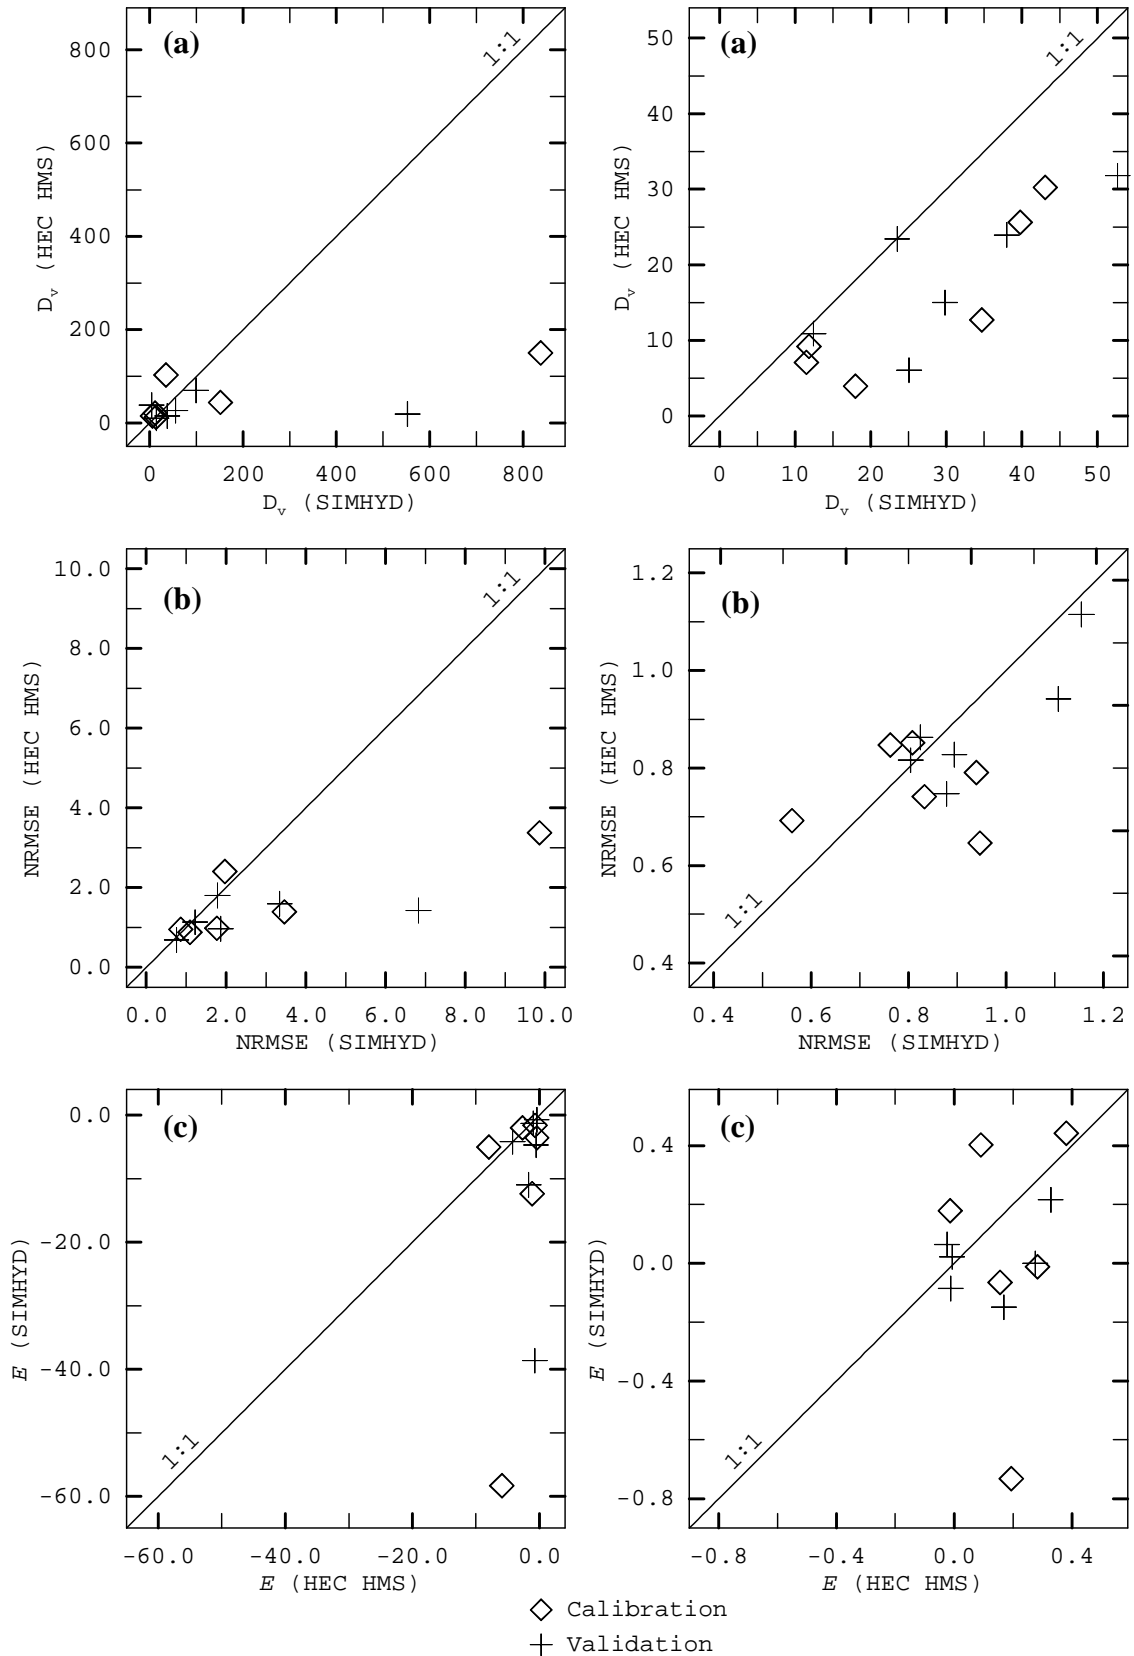 (a)
1:1
800
600
400
200
0
D_v (HEC HMS)
0 200 400 600 800
D_v (SIMHYD)
(a)
1:1
50
40
30
20
10
0
D_v (HEC HMS)
0 10 20 30 40 50
D_v (SIMHYD)
(b)
1:1
10.0
8.0
6.0
4.0
2.0
0.0
NRMSE (HEC HMS)
0.0 2.0 4.0 6.0 8.0 10.0
NRMSE (SIMHYD)
(b)
1:1
1.2
1.0
0.8
0.6
0.4
NRMSE (HEC HMS)
0.4 0.6 0.8 1.0 1.2
NRMSE (SIMHYD)
(c)
1:1
0.0
-20.0
-40.0
-60.0
E (SIMHYD)
-60.0 -40.0 -20.0 0.0
E (HEC HMS)
(c)
1:1
0.4
0.0
-0.4
-0.8
E (SIMHYD)
-0.8 -0.4 0.0 0.4
E (HEC HMS)
Calibration
Validation